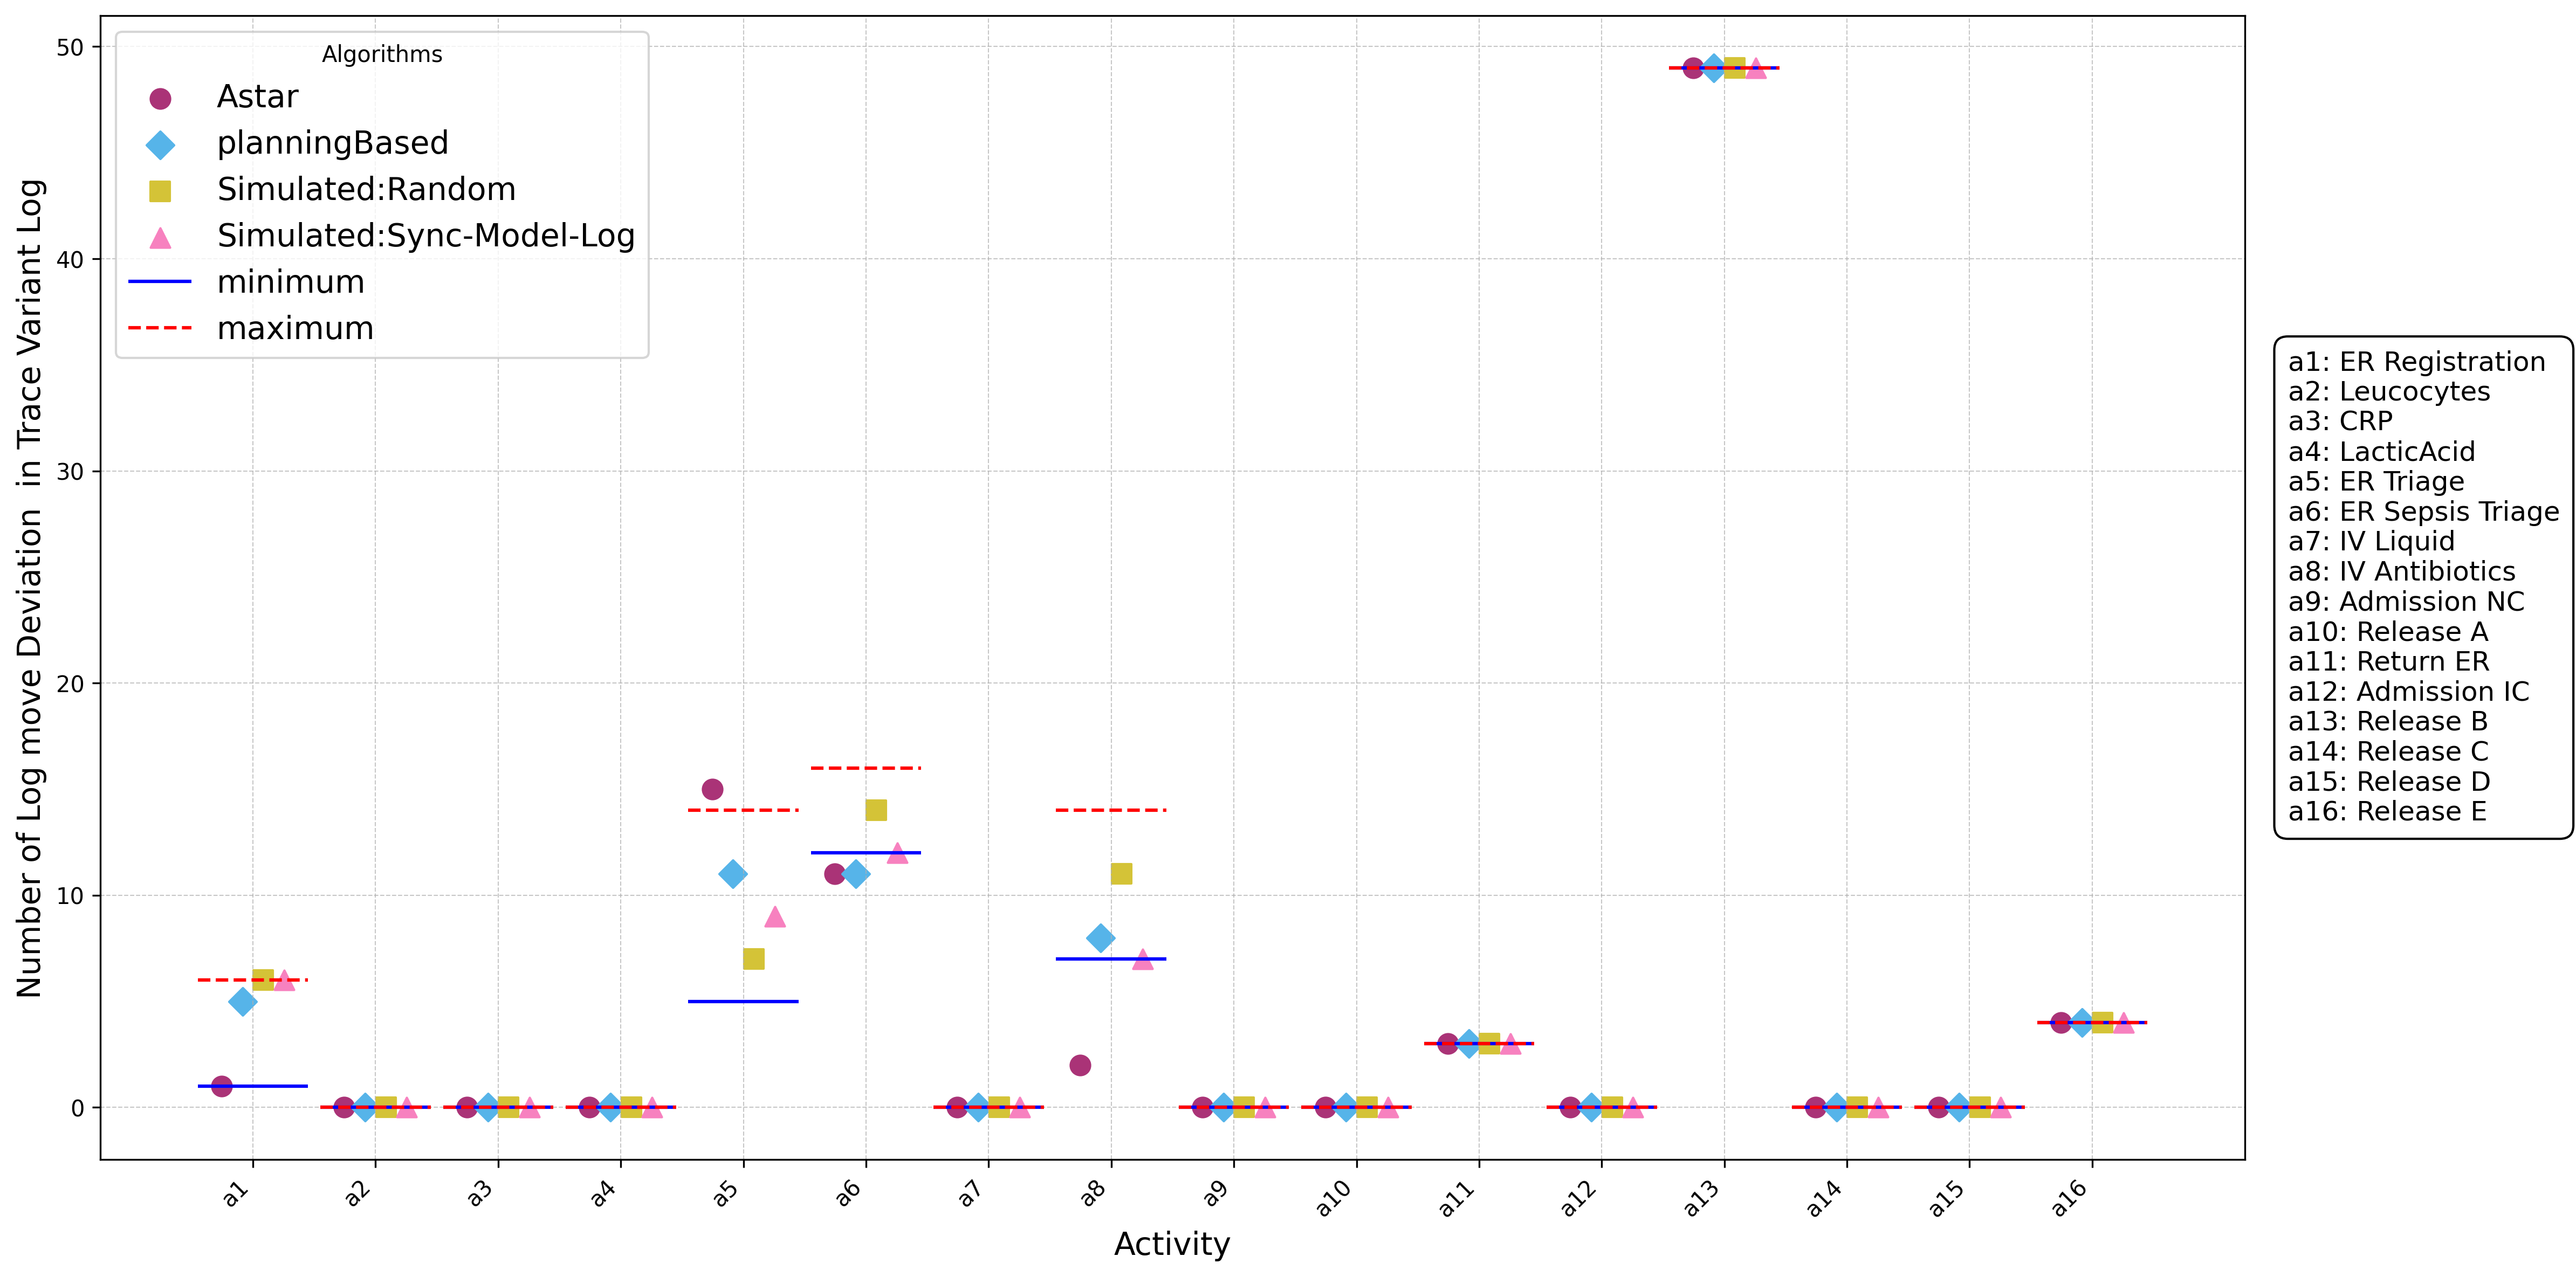 Algorithms
Astar
planningBased
Simulated:Random
Simulated:Sync-Model-Log
minimum
maximum
Number of Log move Deviation  in Trace Variant Log
50
40
30
20
10
0
a1
a2
a3
a4
a5
a6
a7
a8
a9
a10
a11
a12
a13
a14
a15
a16
Activity
a1: ER Registration
a2: Leucocytes
a3: CRP
a4: LacticAcid
a5: ER Triage
a6: ER Sepsis Triage
a7: IV Liquid
a8: IV Antibiotics
a9: Admission NC
a10: Release A
a11: Return ER
a12: Admission IC
a13: Release B
a14: Release C
a15: Release D
a16: Release E